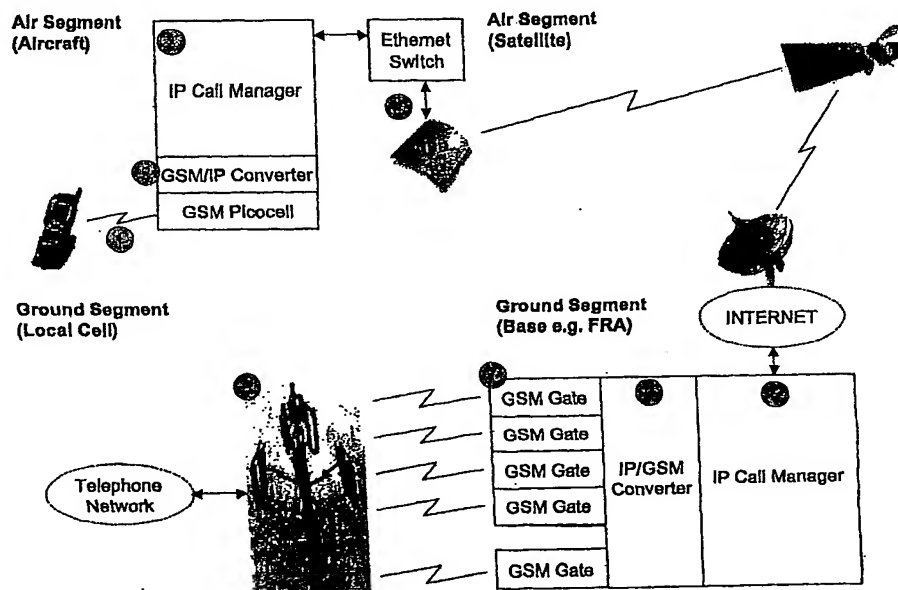 Air Segment
(Aircraft)
IP Call Manager
GSM/IP Converter
GSM Picocell
Ethernet
Switch
Air Segment
(Satellite)
Ground Segment
(Local Cell)
Ground Segment
(Base e.g. FRA)
INTERNET
GSM Gate
GSM Gate
GSM Gate
GSM Gate
GSM Gate
IP/GSM
Converter
IP Call Manager
Telephone
Network